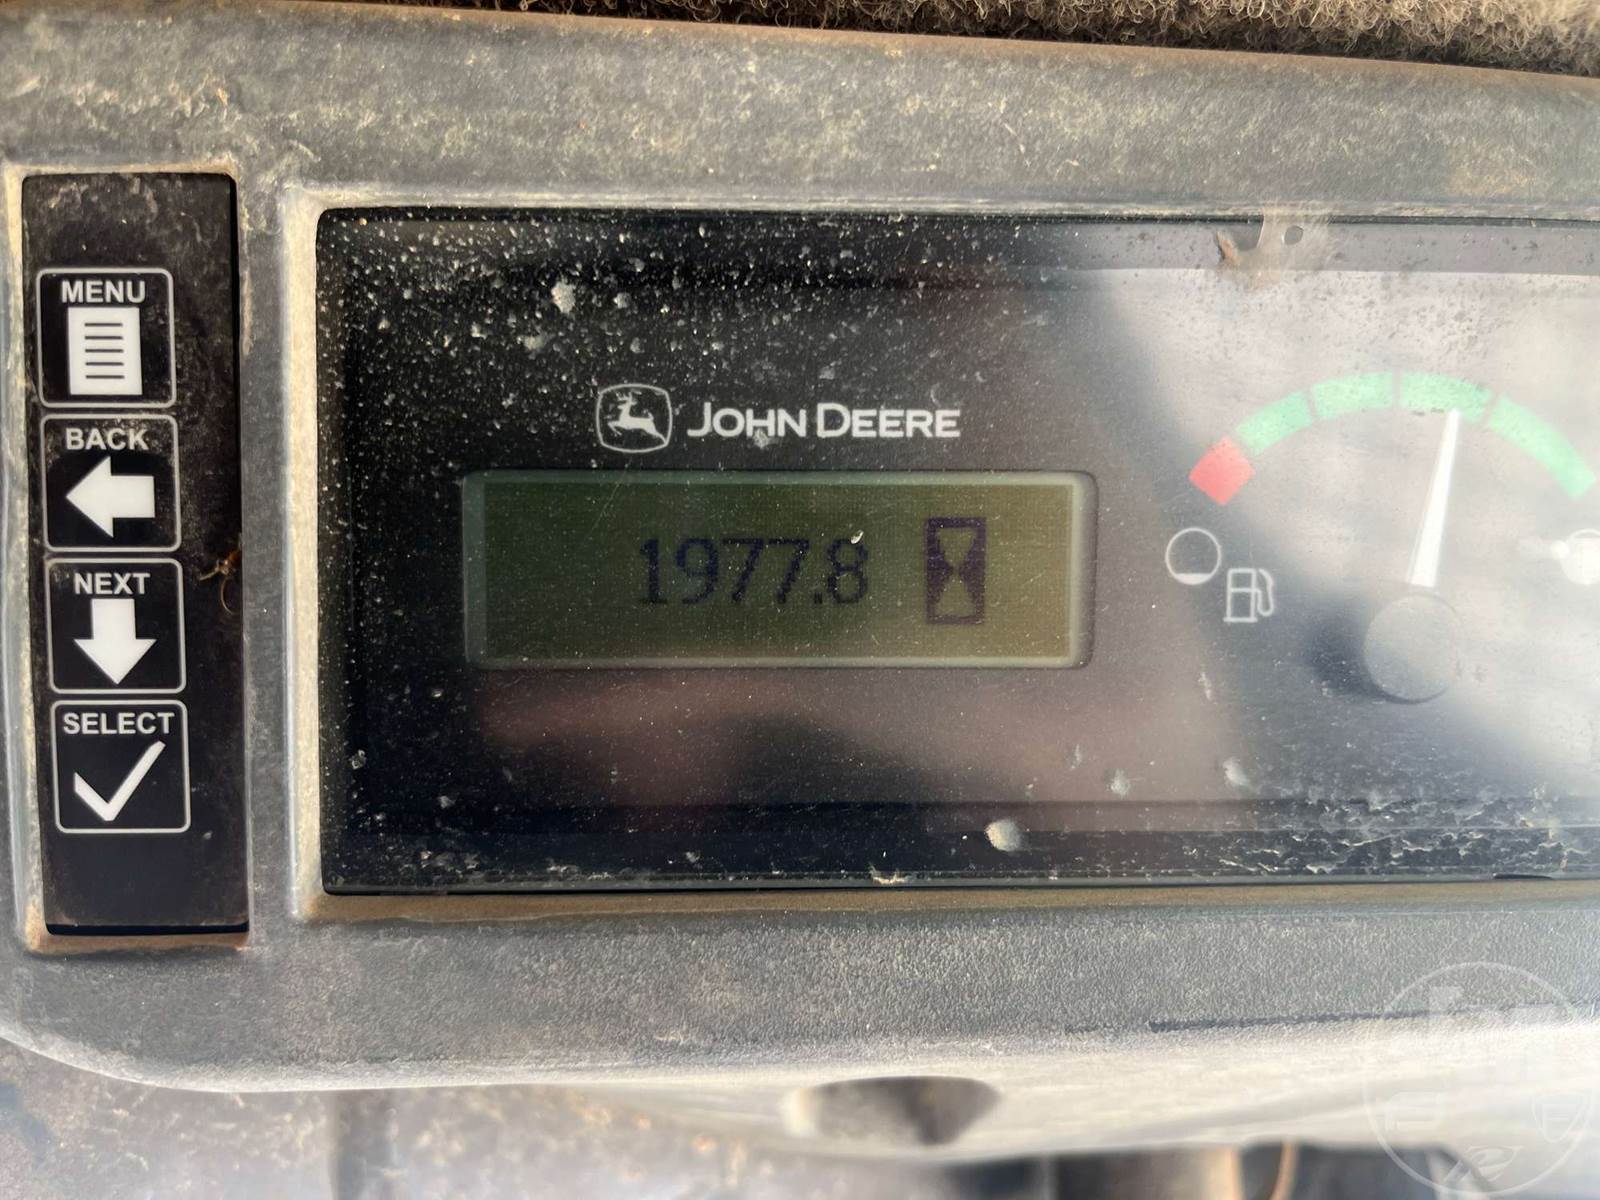 MENU
BACK
NEXT
SELECT
JOHN DEERE
1977.8